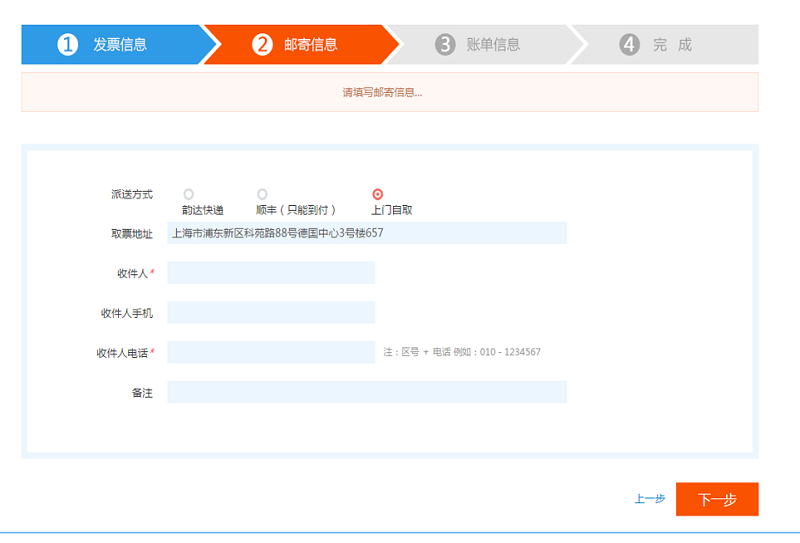 1 发票信息 2 邮寄信息 3 账单信息 4 完 成
请填写邮寄信息...
派送方式
韵达快递 顺丰（只能到付） 上门自取
取票地址 上海市浦东新区科苑路88号德国中心3号楼657
收件人*
收件人手机
收件人电话* 注：区号 + 电话 例如：010 - 1234567
备注
上一步 下一步